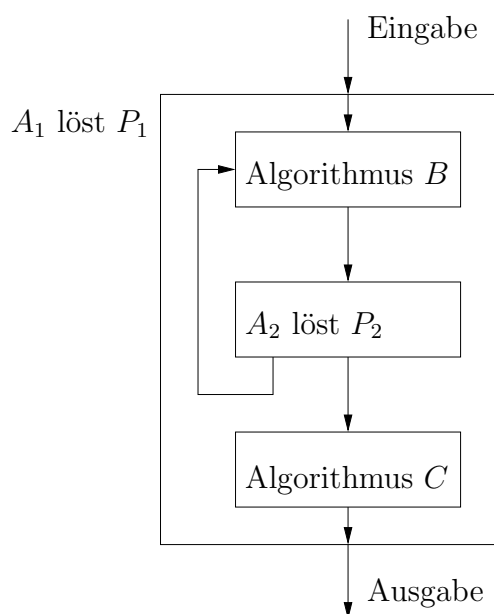 Eingabe
A₁ löst P₁
Algorithmus B
A₂ löst P₂
Algorithmus C
Ausgabe